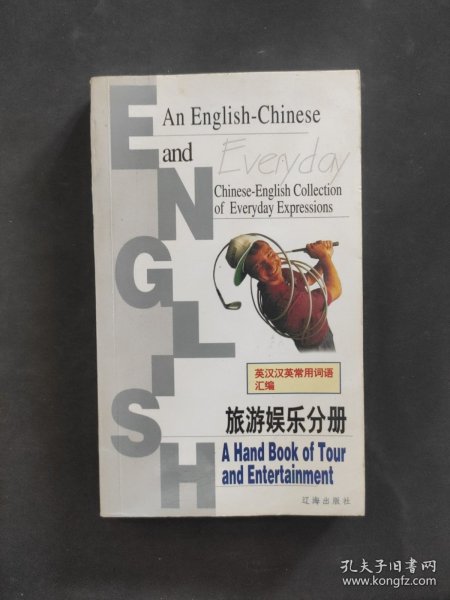 ENGLISH
An English-Chinese
and
Everyday
Chinese-English Collection
of Everyday Expressions
英汉汉英常用词语
汇编
旅游娱乐分册
A Hand Book of Tour
and Entertainment
辽海出版社
孔夫子旧书网
www.kongfz.com